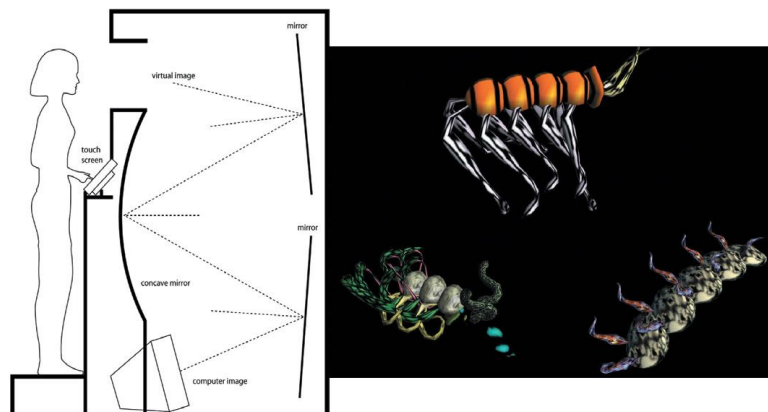 mirror
virtual image
touch
screen
mirror
concave mirror
computer image